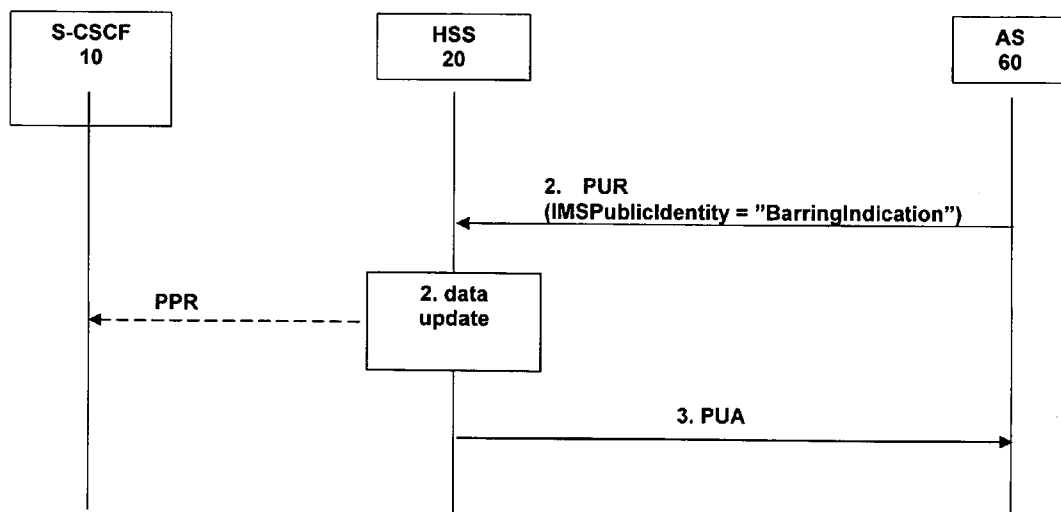 S-CSCF
10
HSS
20
AS
60
2. PUR
(IMSPublicIdentity = ”BarringIndication”)
PPR
2. data
update
3. PUA